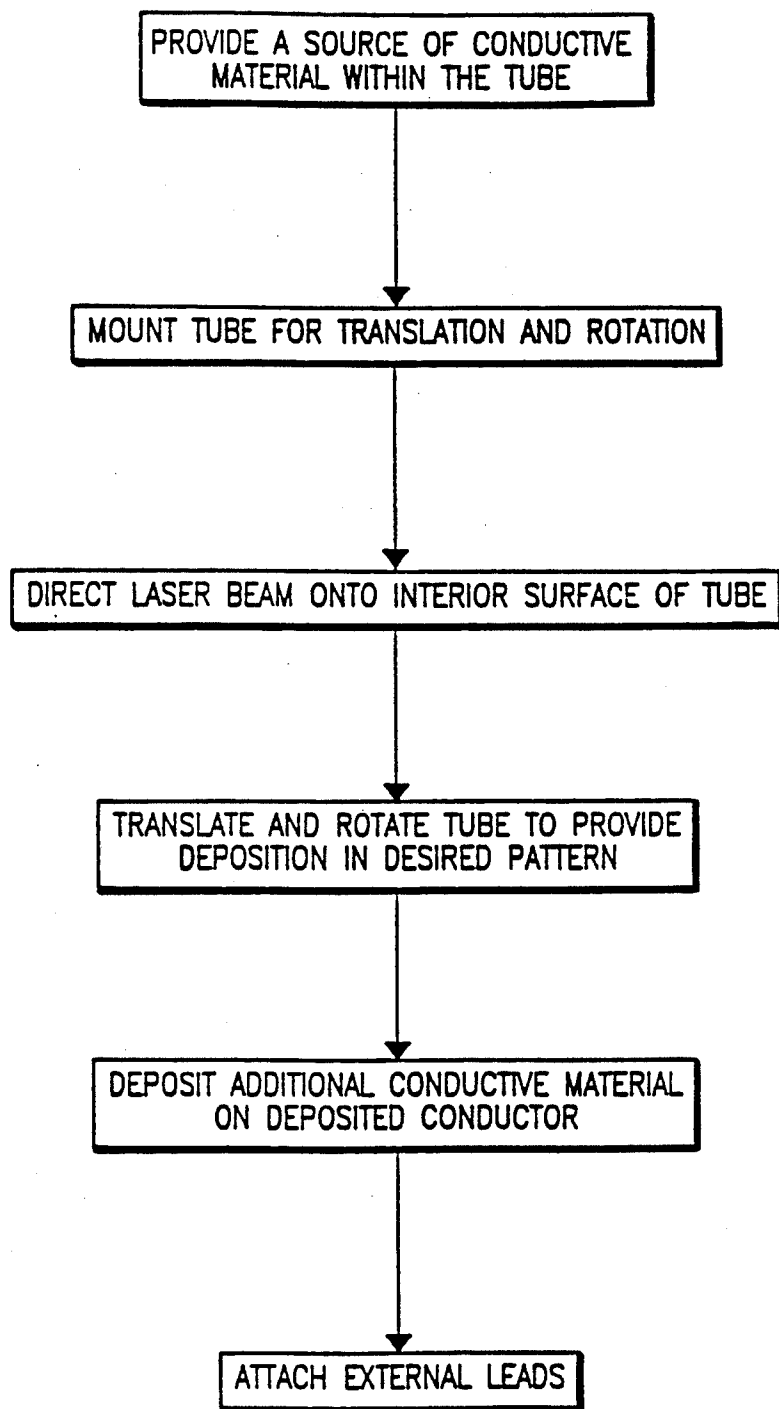 PROVIDE A SOURCE OF CONDUCTIVE
MATERIAL WITHIN THE TUBE
MOUNT TUBE FOR TRANSLATION AND ROTATION
DIRECT LASER BEAM ONTO INTERIOR SURFACE OF TUBE
TRANSLATE AND ROTATE TUBE TO PROVIDE
DEPOSITION IN DESIRED PATTERN
DEPOSIT ADDITIONAL CONDUCTIVE MATERIAL
ON DEPOSITED CONDUCTOR
ATTACH EXTERNAL LEADS